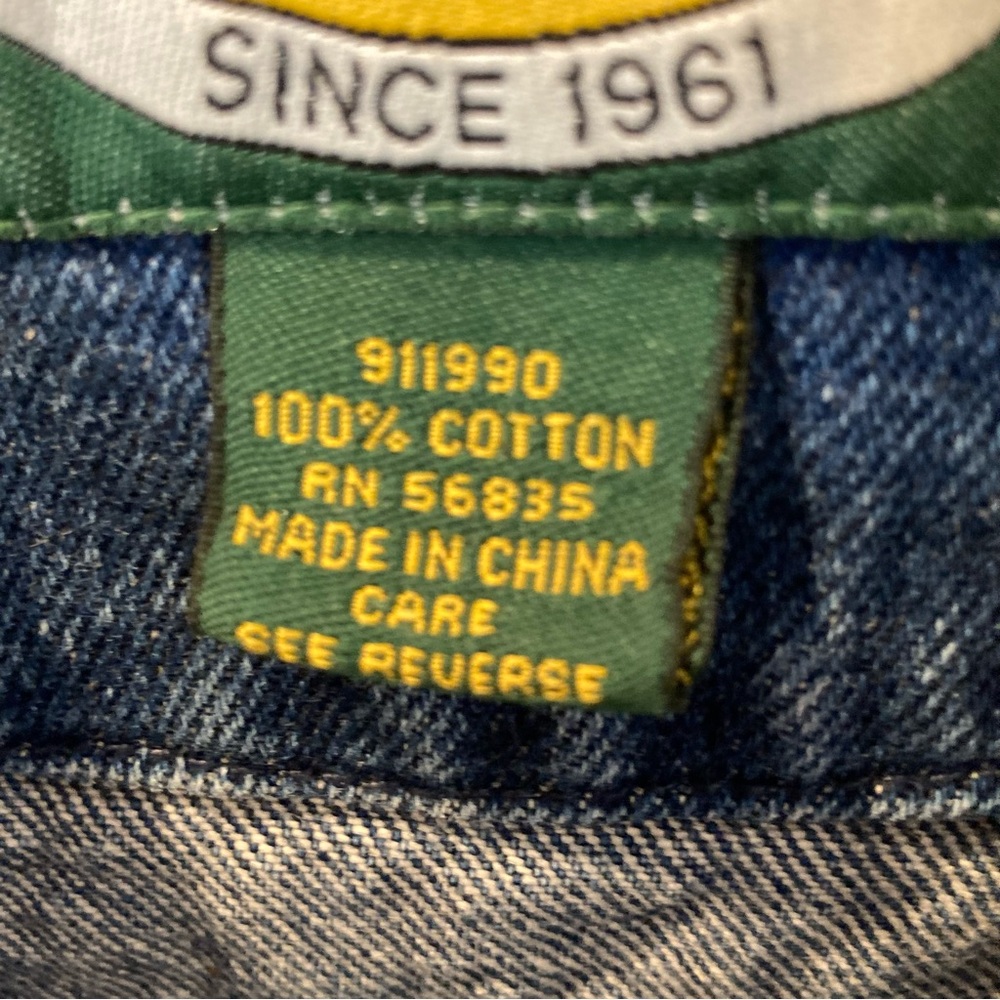 SINCE 1961
911990
100% COTTON
RN 56835
MADE IN CHINA
CARE
SEE REVERSE